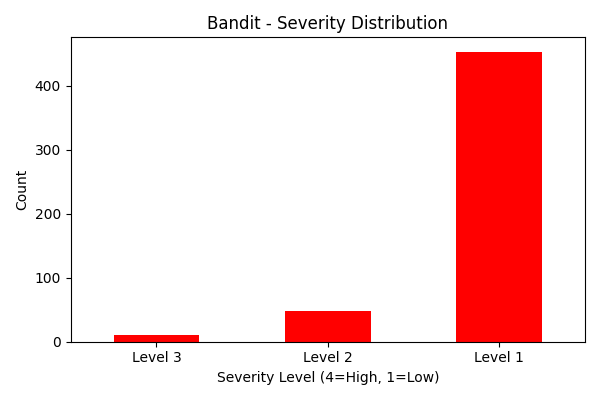 Bandit - Severity Distribution
Count
400
300
200
100
0
Level 3
Level 2
Level 1
Severity Level (4=High, 1=Low)